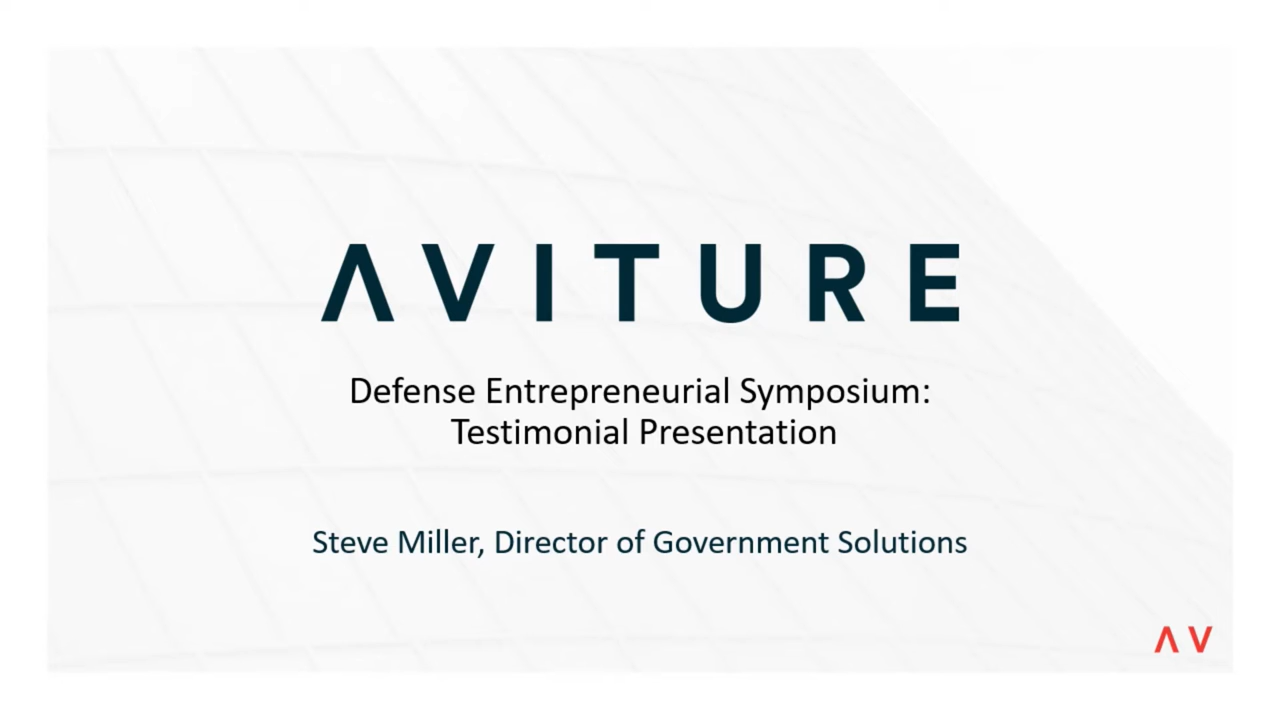 AVITURE
Defense Entrepreneurial Symposium:
Testimonial Presentation
Steve Miller, Director of Government Solutions
AV